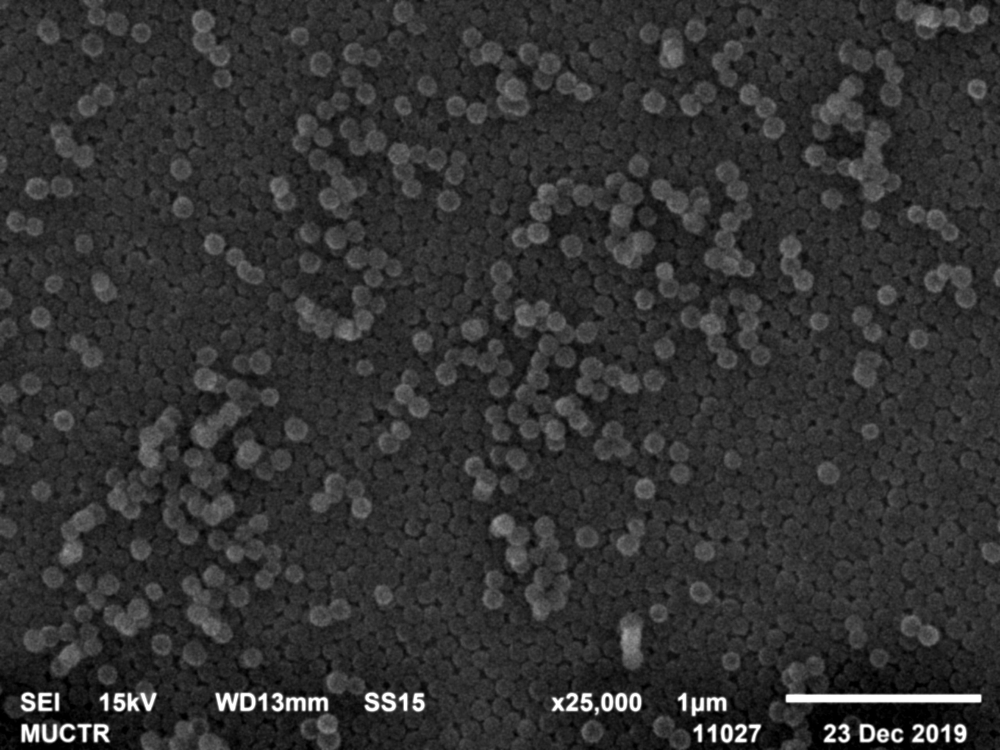 SEI 15kV WD13mm SS15 x25,000 1µm
MUCTR 11027 23 Dec 2019